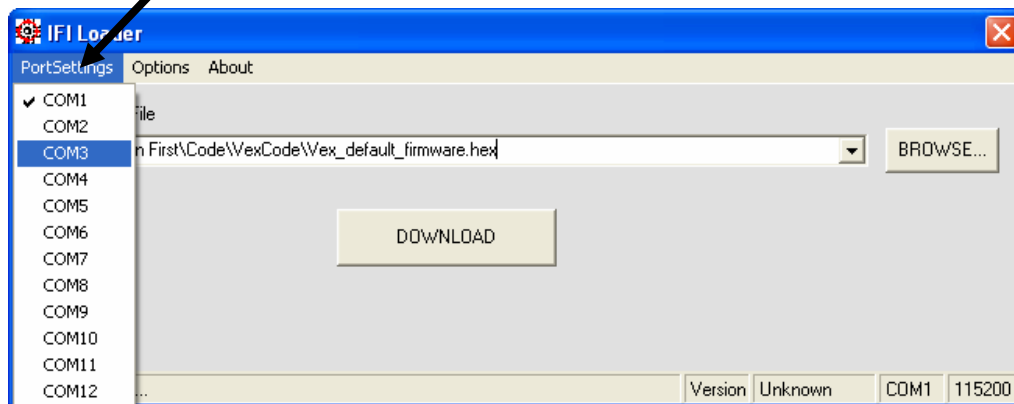 IFI Loader
PortSettings Options About
COM1
COM2
COM3
COM4
COM5
COM6
COM7
COM8
COM9
COM10
COM11
COM12
File
n First\Code\VexCode\Vex_default_firmware.hex
BROWSE...
DOWNLOAD
... Version Unknown COM1 115200